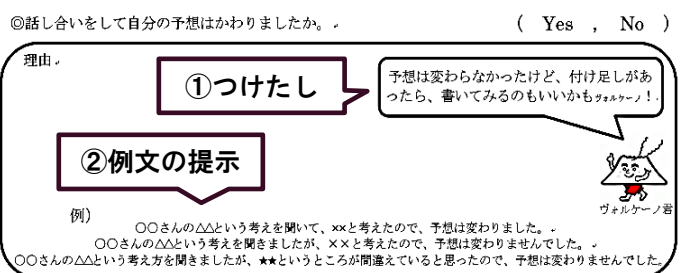 ◎話し合いをして自分の予想はかわりましたか。 ( Yes , No )
理由
①つけたし
予想は変わらなかったけど、付け足しがあ
ったら、書いてみるのもいいかもヴォルケーノ!
②例文の提示
ヴォルケーノ君
例)
○○さんの△△という考えを聞いて、××と考えたので、予想は変わりました。
○○さんの△△という考えを聞きましたが、××と考えたので、予想は変わりませんでした。
○○さんの△△という考え方を聞きましたが、★★というところが間違えていると思ったので、予想は変わりませんでした。